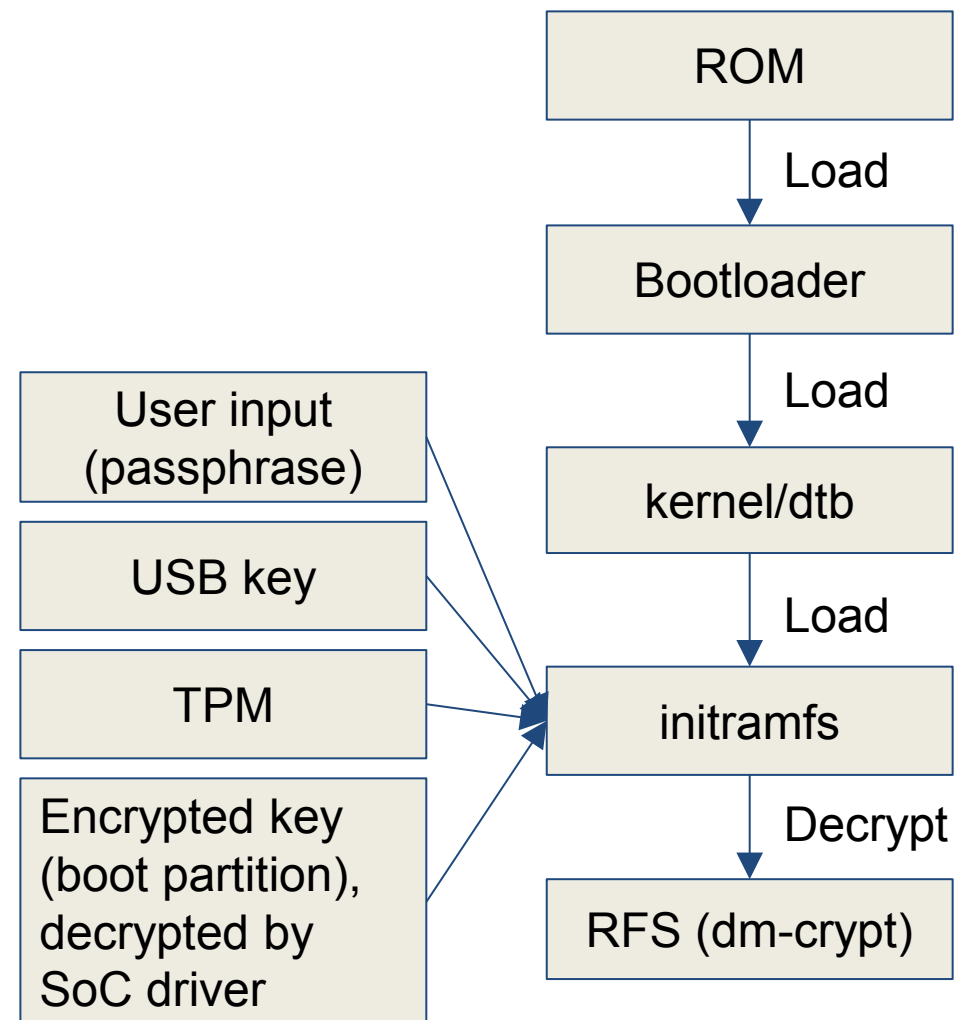 ROM
Load
Bootloader
Load
kernel/dtb
Load
initramfs
Decrypt
RFS (dm-crypt)
User input
(passphrase)
USB key
TPM
Encrypted key
(boot partition),
decrypted by
SoC driver